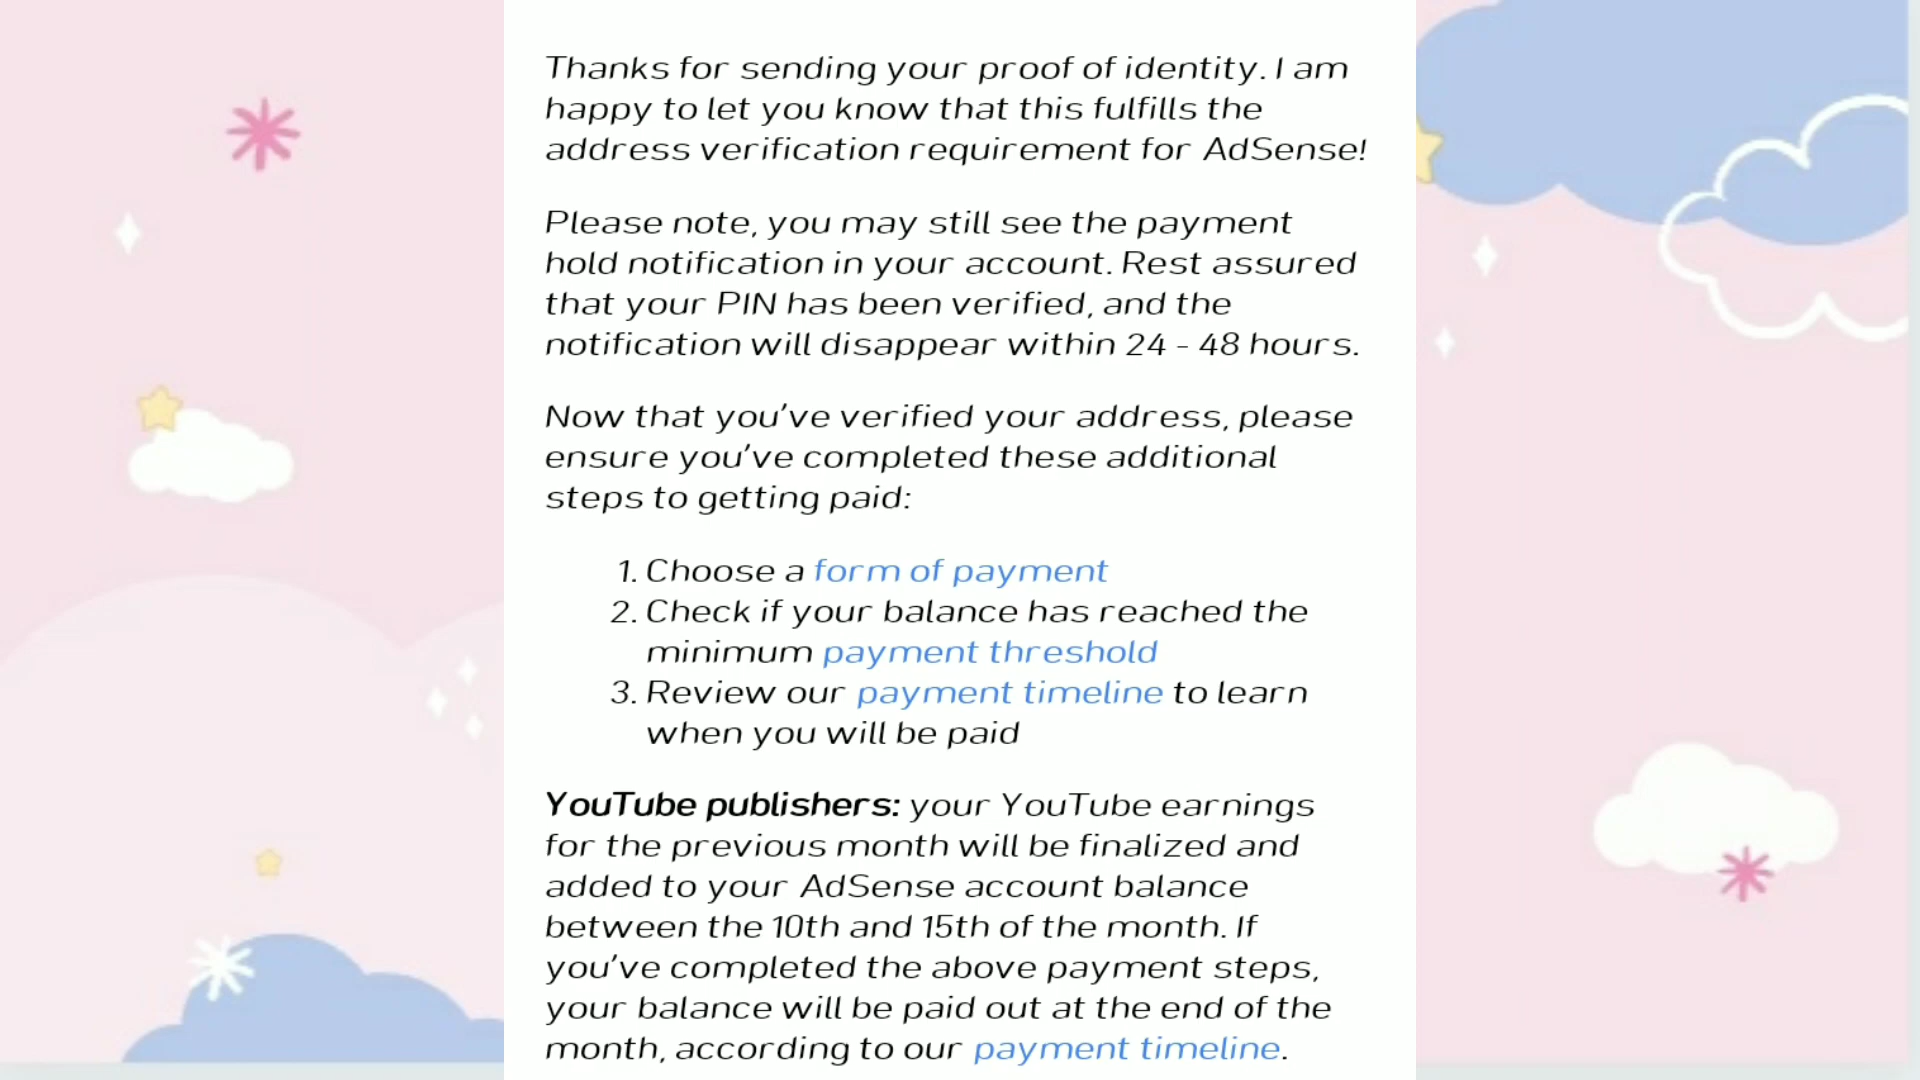 Thanks for sending your proof of identity. I am
happy to let you know that this fulfills the
address verification requirement for AdSense!
Please note, you may still see the payment
hold notification in your account. Rest assured
that your PIN has been verified, and the
notification will disappear within 24 - 48 hours.
Now that you've verified your address, please
ensure you've completed these additional
steps to getting paid:
1. Choose a form of payment
2. Check if your balance has reached the
minimum payment threshold
3. Review our payment timeline to learn
when you will be paid
YouTube publishers: your YouTube earnings
for the previous month will be finalized and
added to your AdSense account balance
between the 10th and 15th of the month. If
you've completed the above payment steps,
your balance will be paid out at the end of the
month, according to our payment timeline.